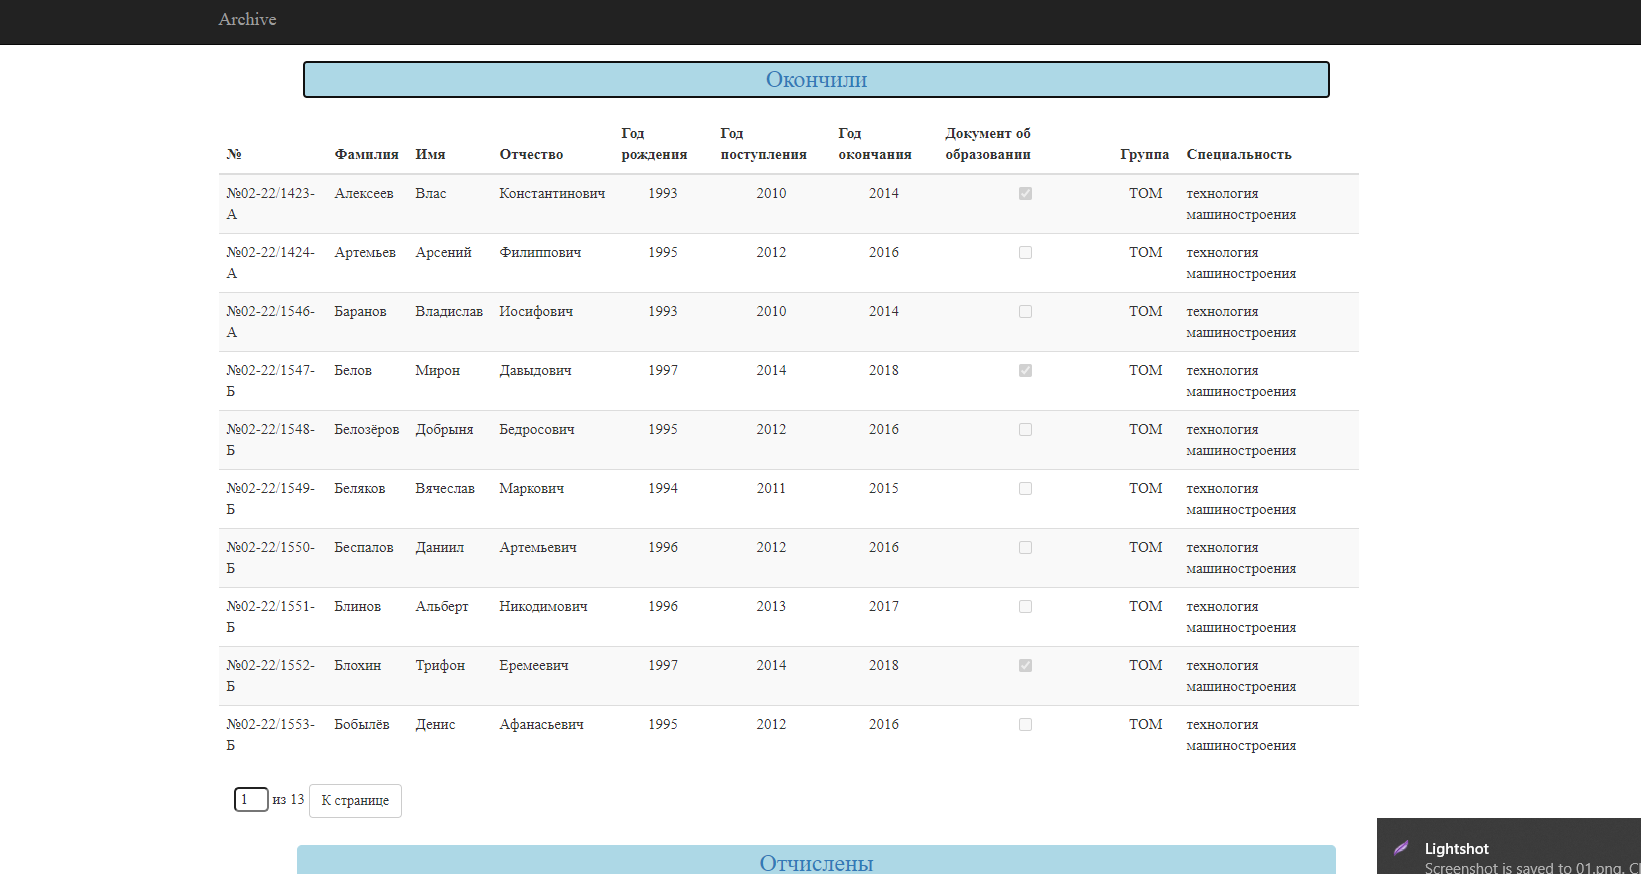 Archive
Окончили
№ Фамилия Имя Отчество Год рождения Год поступления Год окончания Документ об образовании Группа Специальность
№02-22/1423-А Алексеев Влас Константинович 1993 2010 2014 ТОМ технология машиностроения
№02-22/1424-А Артемьев Арсений Филиппович 1995 2012 2016 ТОМ технология машиностроения
№02-22/1546-А Баранов Владислав Иосифович 1993 2010 2014 ТОМ технология машиностроения
№02-22/1547-Б Белов Мирон Давыдович 1997 2014 2018 ТОМ технология машиностроения
№02-22/1548-Б Белозёров Добрыня Бедросович 1995 2012 2016 ТОМ технология машиностроения
№02-22/1549-Б Беляков Вячеслав Маркович 1994 2011 2015 ТОМ технология машиностроения
№02-22/1550-Б Беспалов Даниил Артемьевич 1996 2012 2016 ТОМ технология машиностроения
№02-22/1551-Б Блинов Альберт Никодимович 1996 2013 2017 ТОМ технология машиностроения
№02-22/1552-Б Блохин Трифон Еремеевич 1997 2014 2018 ТОМ технология машиностроения
№02-22/1553-Б Бобылёв Денис Афанасьевич 1995 2012 2016 ТОМ технология машиностроения
1 из 13 К странице
Отчислены
Lightshot
Screenshot is saved to 01.png.